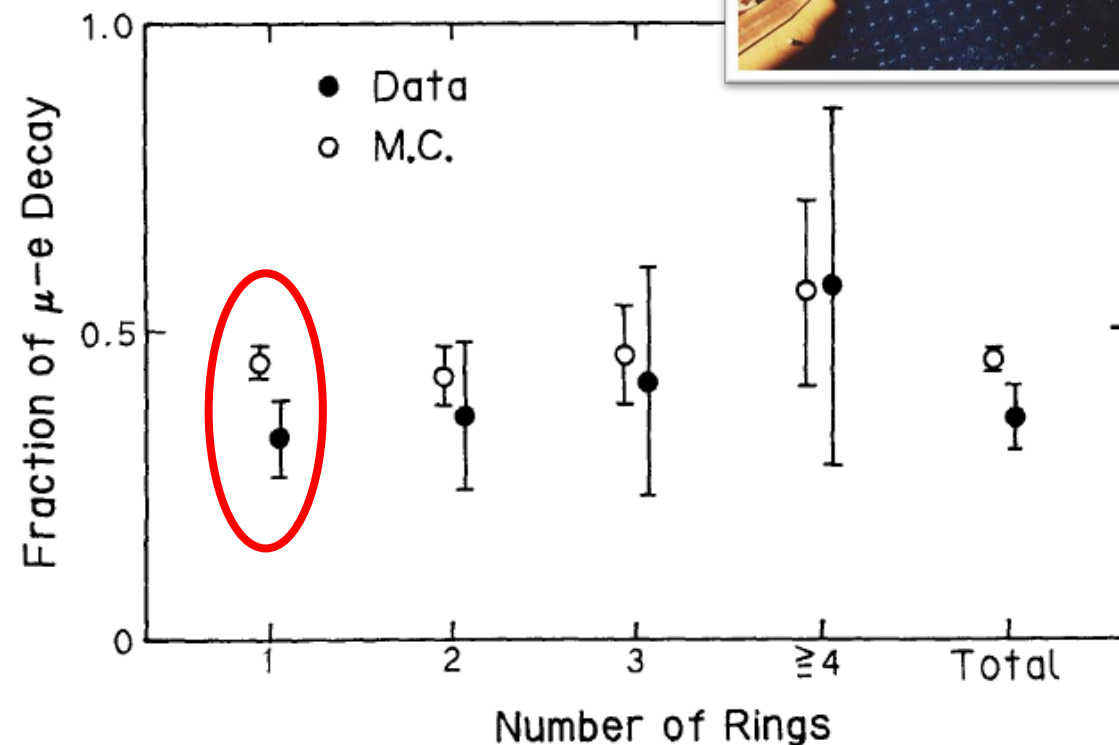 1.0
Data
M.C.
Fraction of μ-e Decay
0.5
0
1
2
3
≧4
Total
Number of Rings